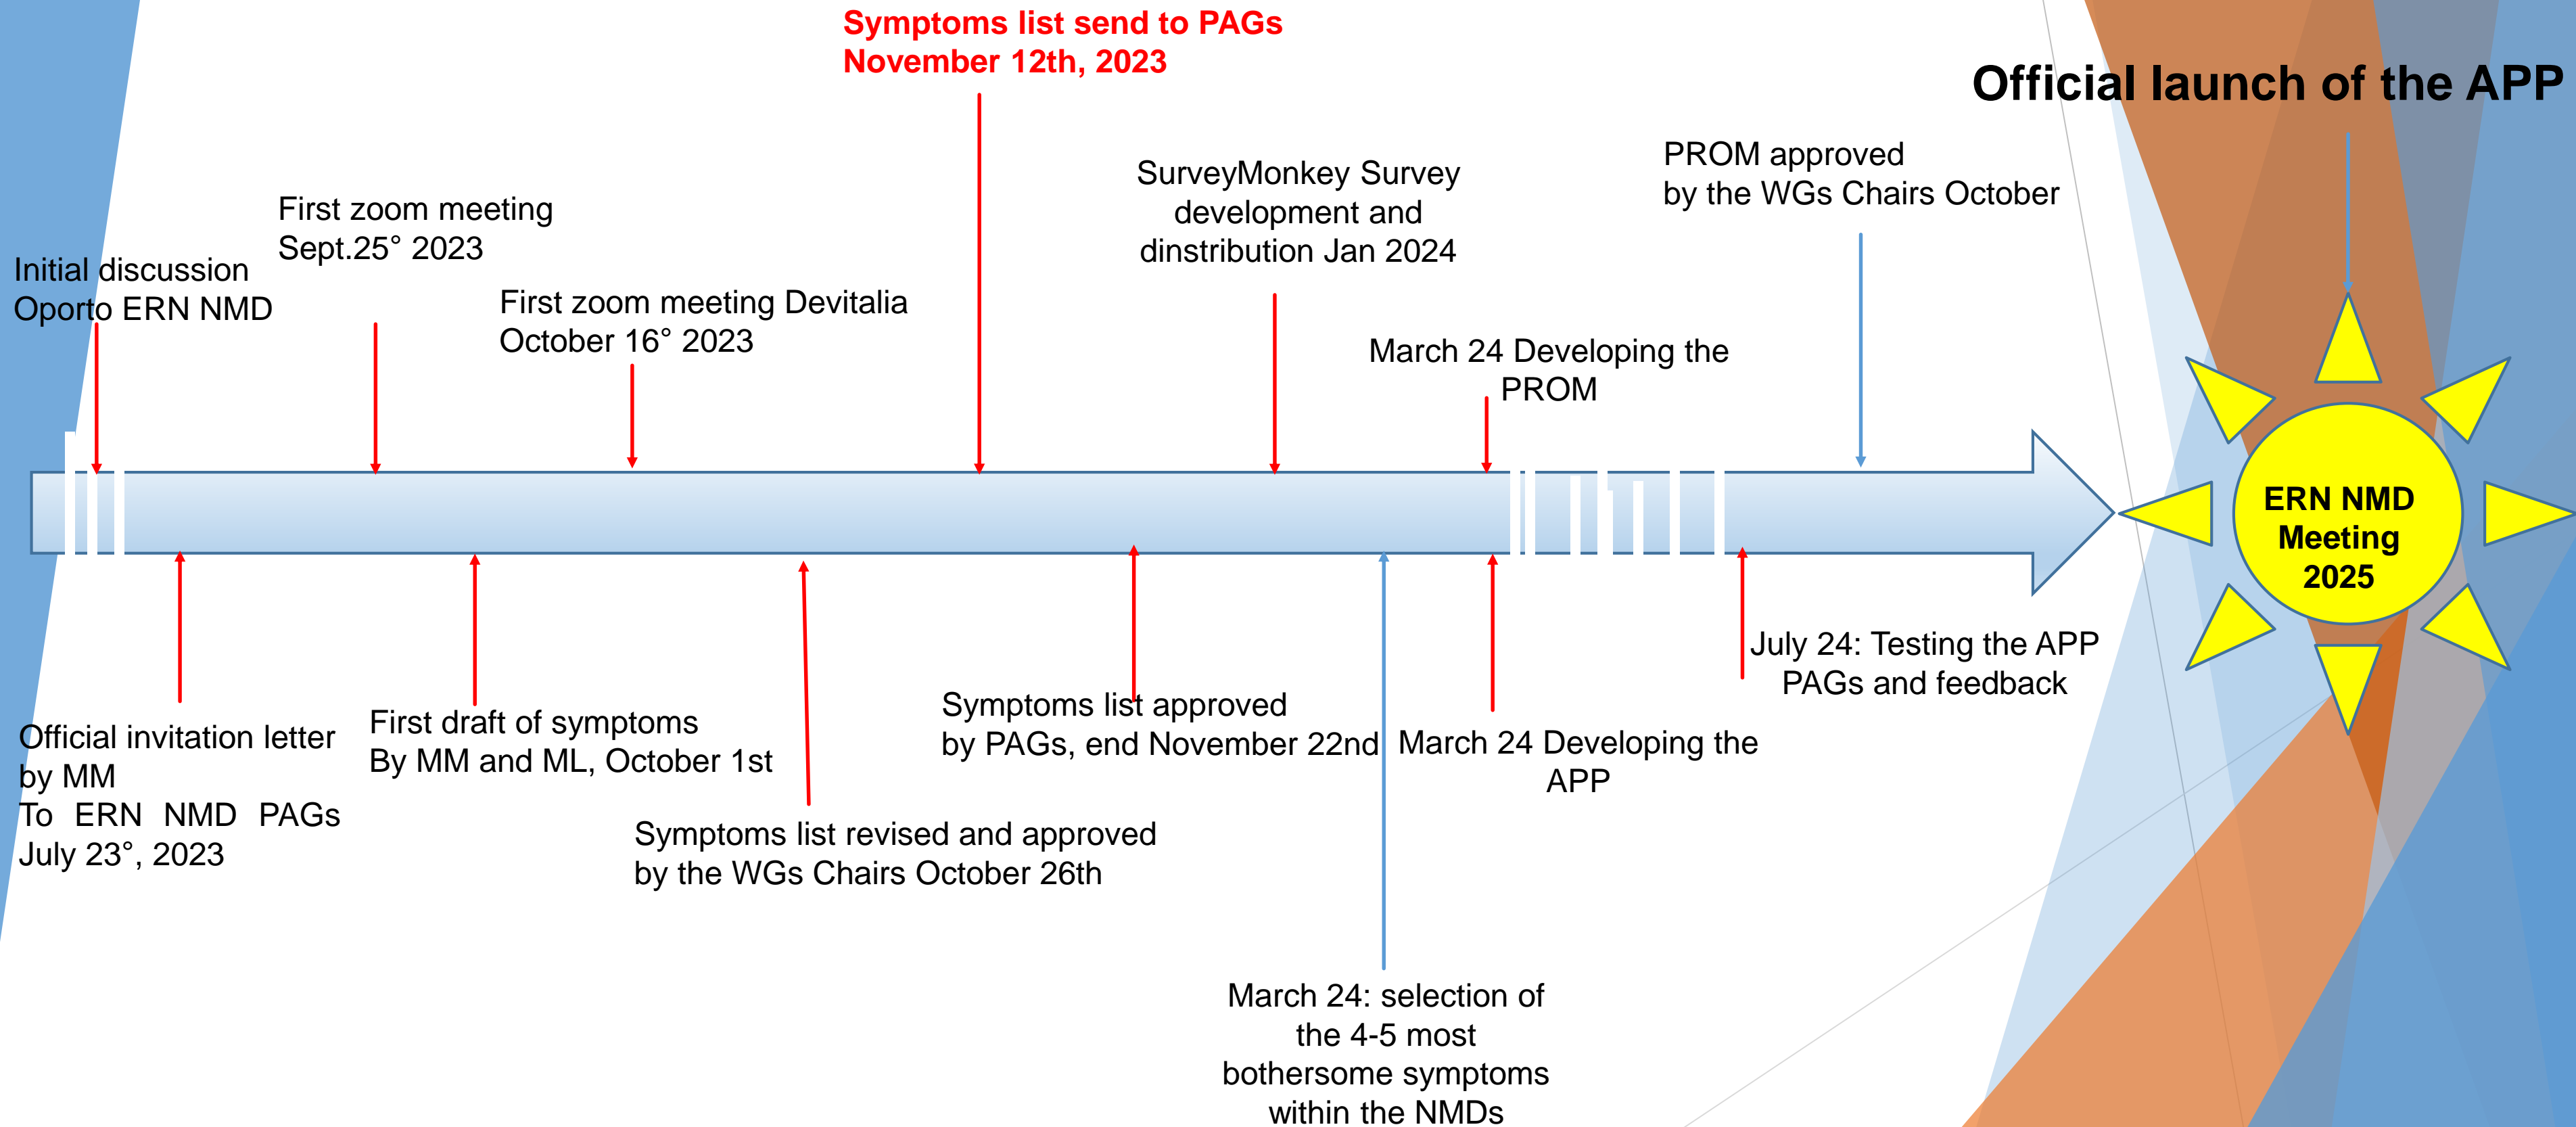 Symptoms list send to PAGs
November 12th, 2023
Official launch of the APP
PROM approved
by the WGs Chairs October
SurveyMonkey Survey
development and
dinstribution Jan 2024
First zoom meeting
Sept.25° 2023
Initial discussion
Oporto ERN NMD
First zoom meeting Devitalia
October 16° 2023
March 24 Developing the
PROM
ERN NMD
Meeting
2025
July 24: Testing the APP
PAGs and feedback
Official invitation letter
by MM
To ERN NMD PAGs
July 23°, 2023
First draft of symptoms
By MM and ML, October 1st
Symptoms list approved
by PAGs, end November 22nd
March 24 Developing the
APP
Symptoms list revised and approved
by the WGs Chairs October 26th
March 24: selection of
the 4-5 most
bothersome symptoms
within the NMDs